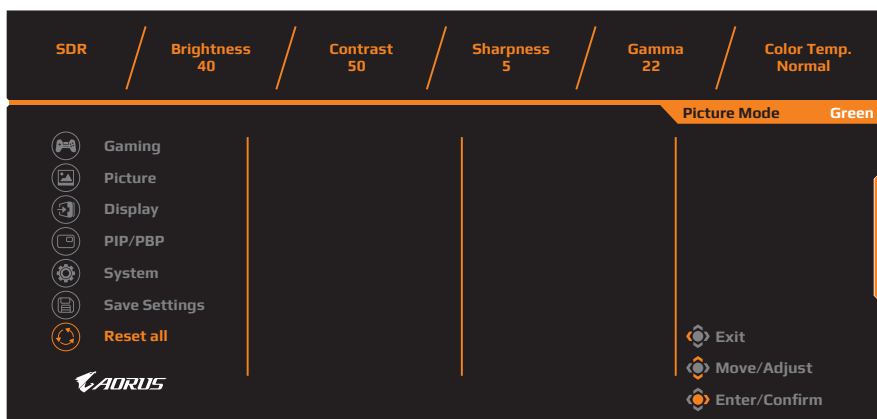 SDR Brightness Contrast Sharpness Gamma Color Temp.
40 50 5 22 Normal
Picture Mode Green
Gaming
Picture
Display
PIP/PBP
System
Save Settings
Reset all
Exit
Move/Adjust
Enter/Confirm
AORUS